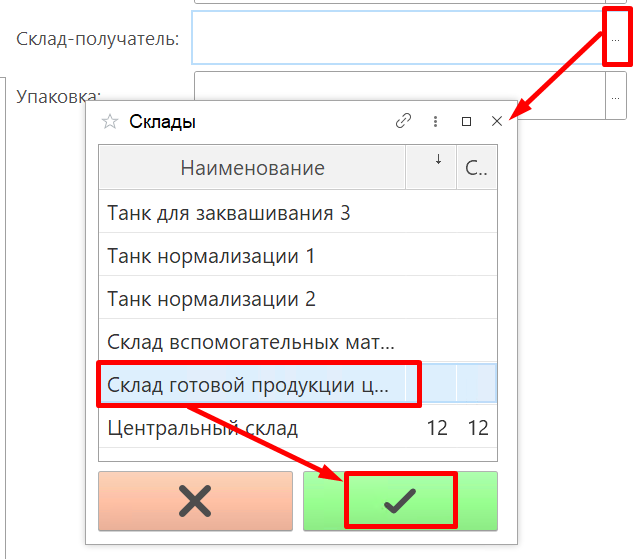 Склад-получатель:
...
Упаковка:
...
Склады
Наименование С..
Танк для заквашивания 3
Танк нормализации 1
Танк нормализации 2
Склад вспомогательных мат...
Склад готовой продукции ц...
Центральный склад 12 12